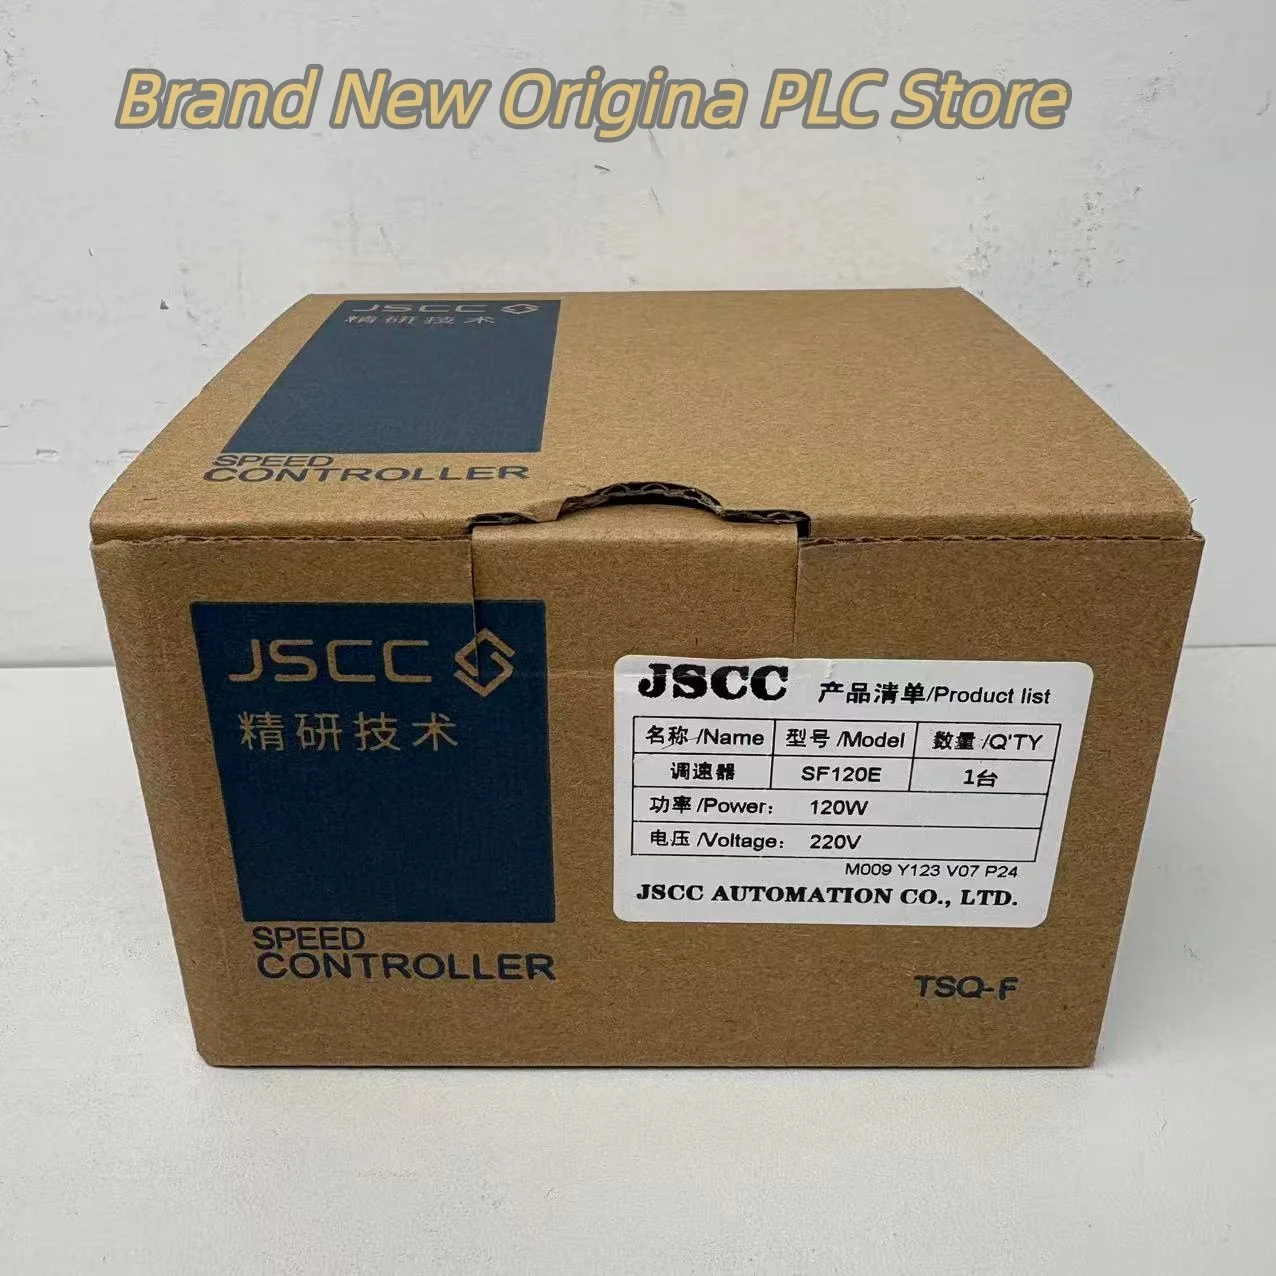 Brand New Origina PLC Store
JSCC
精研技术
SPEED
CONTROLLER
JSCC
精研技术
SPEED
CONTROLLER
JSCC 产品清单/Product list
名称/Name 型号/Model 数量/Q'TY
调速器 SF120E 1台
功率/Power: 120W
电压/Voltage: 220V
M009 Y123 V07 P24
JSCC AUTOMATION CO., LTD.
TSQ-F